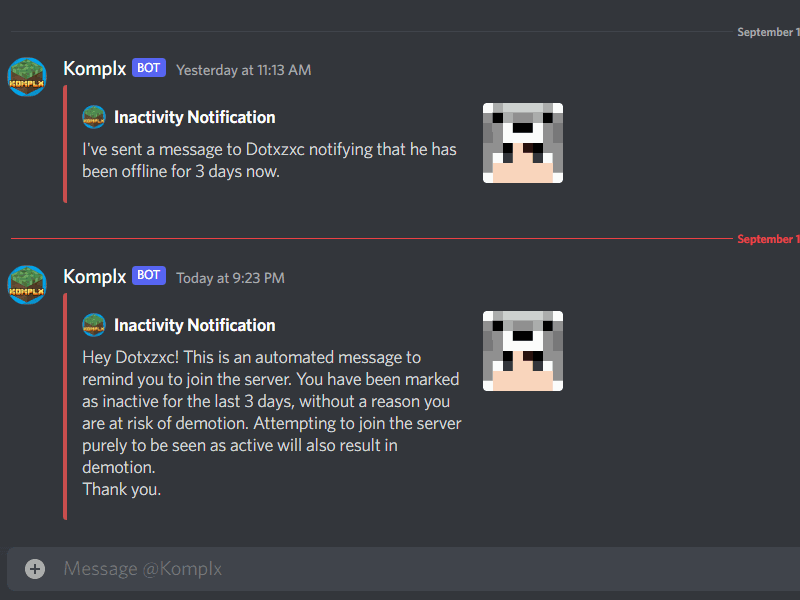 September 1
Komplx BOT Yesterday at 11:13 AM
KOMPLX
Inactivity Notification
I've sent a message to Dotxzxc notifying that he has
been offline for 3 days now.
September 1
Komplx BOT Today at 9:23 PM
KOMPLX
Inactivity Notification
Hey Dotxzxc! This is an automated message to
remind you to join the server. You have been marked
as inactive for the last 3 days, without a reason you
are at risk of demotion. Attempting to join the server
purely to be seen as active will also result in
demotion.
Thank you.
Message @Komplx